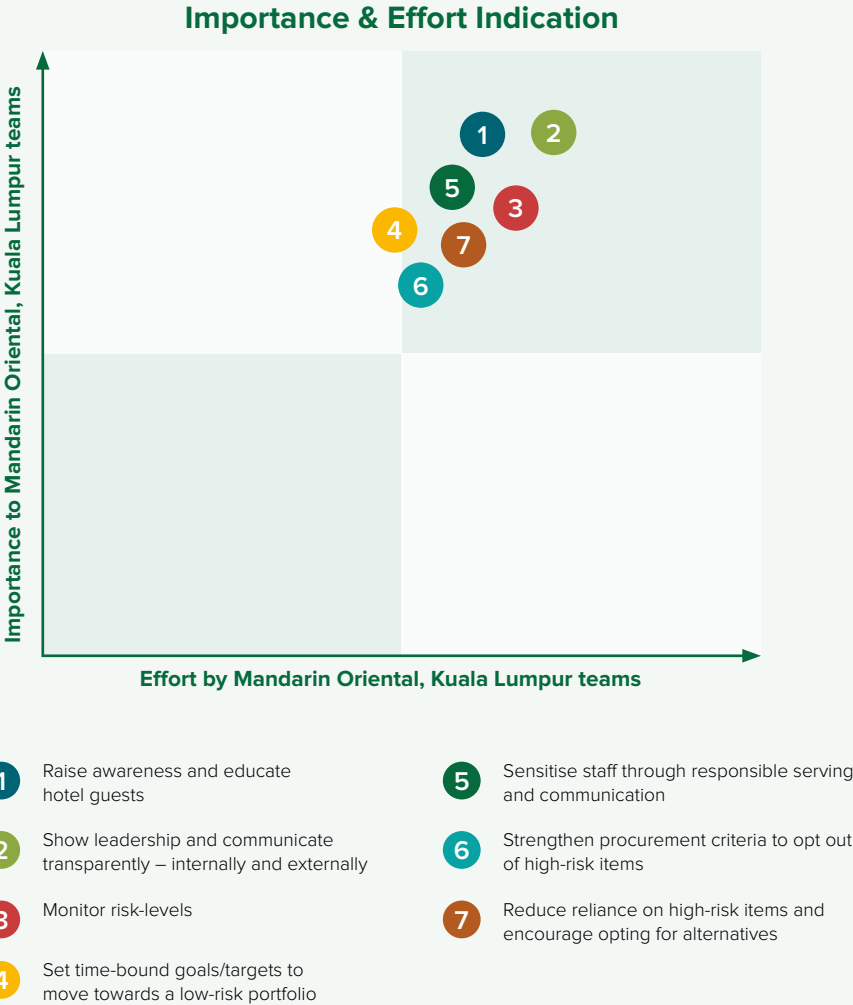 Importance & Effort Indication
Importance to Mandarin Oriental, Kuala Lumpur teams
1
2
5
3
4
7
6
Effort by Mandarin Oriental, Kuala Lumpur teams
1
Raise awareness and educate
hotel guests
2
Show leadership and communicate
transparently – internally and externally
3
Monitor risk-levels
4
Set time-bound goals/targets to
move towards a low-risk portfolio
5
Sensitise staff through responsible serving
and communication
6
Strengthen procurement criteria to opt out
of high-risk items
7
Reduce reliance on high-risk items and
encourage opting for alternatives